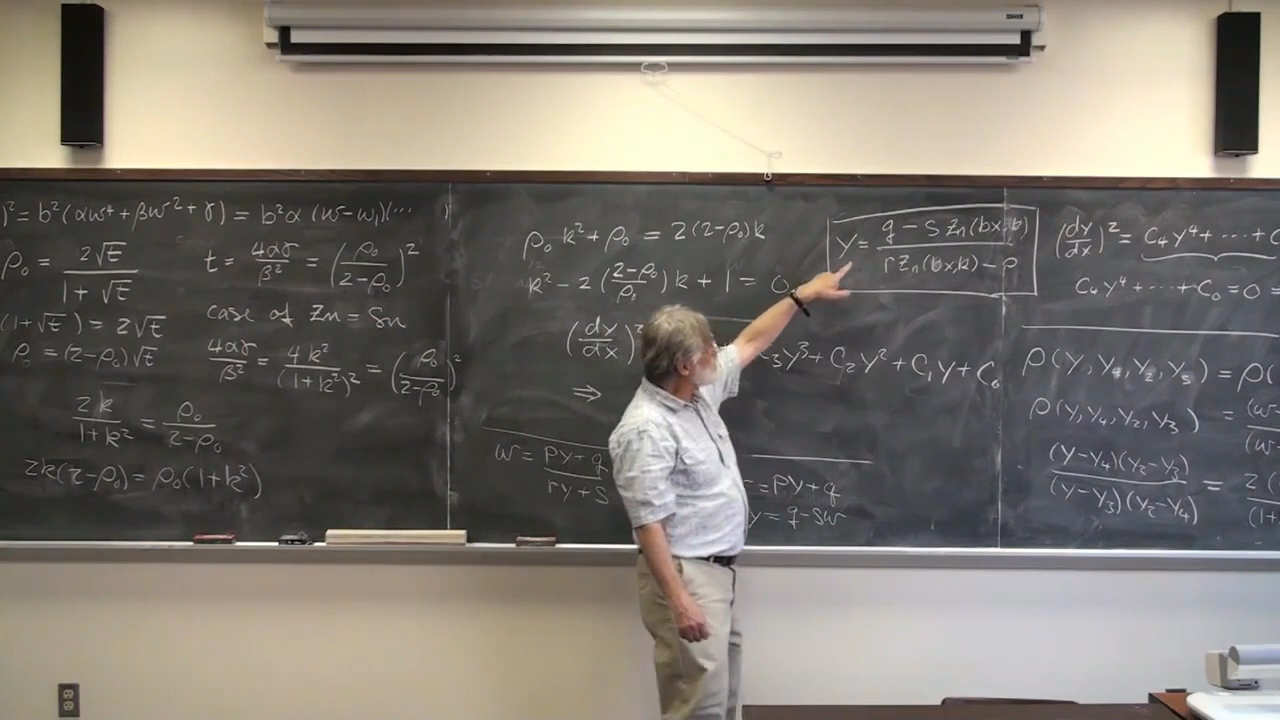 )² = b²(αw⁴ + βw² + γ) = b²α (w - w₁)(...  )
ρ₀ = 2√t / (1 + √t)
t = 4αγ / β² = (ρ₀ / (2-ρ₀))²
(1+√t) = 2√t
case of Zn = Sn
ρ₀ = (2-ρ₀)√t
4αγ / β² = 4k² / (1+k²)² = (ρ₀ / (2-ρ₀))²
2k / (1+k²) = ρ₀ / (2-ρ₀)
2k(2-ρ₀) = ρ₀(1+k²)
ρ₀ k² + ρ₀ = 2(2-ρ₀)k
k² - 2((2-ρ₀) / ρ₀)k + 1 = 0
(dy/dx)²
₃y³ + C₂y² + C₁y + C₀
⇒
w = (py+q) / (ry+s)
= py+q
y = q-sw
y = (q - s Zn(bx,k)) / (r Zn(bx,k) - p)
(dy/dx)² = C₄y⁴ + ··· + C
C₄y⁴ + ··· + C₀ = 0 =
ρ(y, y₄, y₂, y₃) = ρ(
ρ(y, y₄, y₂, y₃) = (w- / (w-
(y-y₄)(y₂-y₃) / (y-y₃)(y₂-y₄) = 2( / (1+